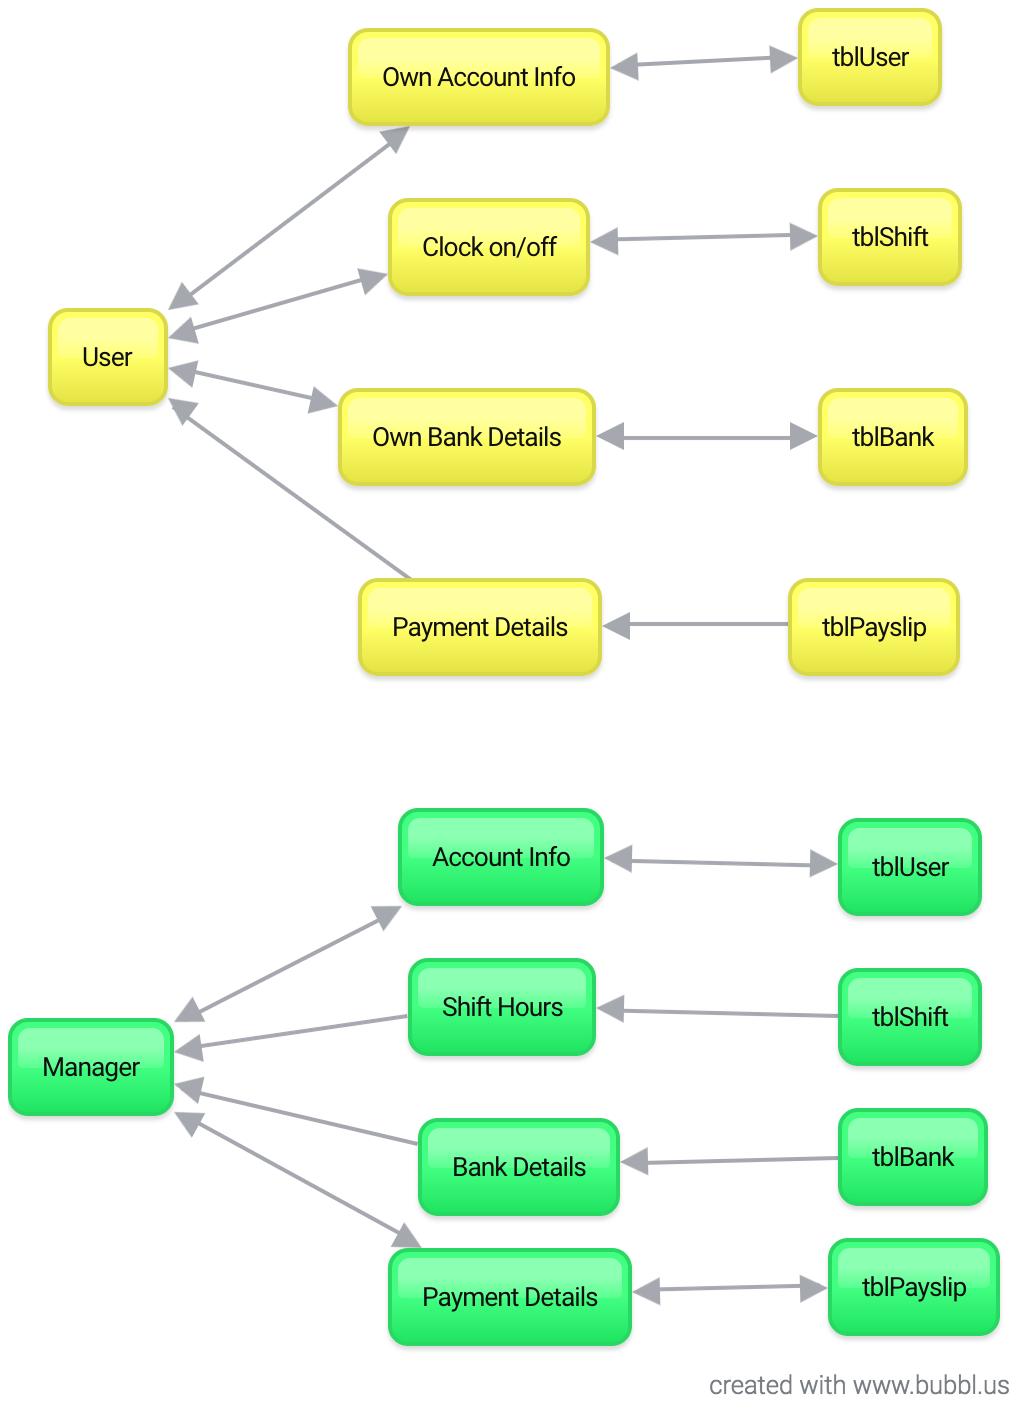 Own Account Info
tblUser
Clock on/off
tblShift
User
Own Bank Details
tblBank
Payment Details
tblPayslip
Account Info
tblUser
Shift Hours
tblShift
Manager
Bank Details
tblBank
Payment Details
tblPayslip
created with www.bubbl.us